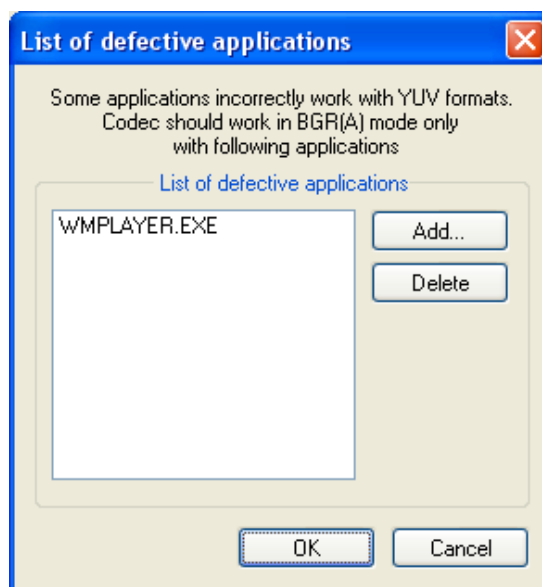 List of defective applications
Some applications incorrectly work with YUV formats.
Codec should work in BGR(A) mode only
with following applications
List of defective applications
WMPLAYER.EXE
Add...
Delete
OK
Cancel